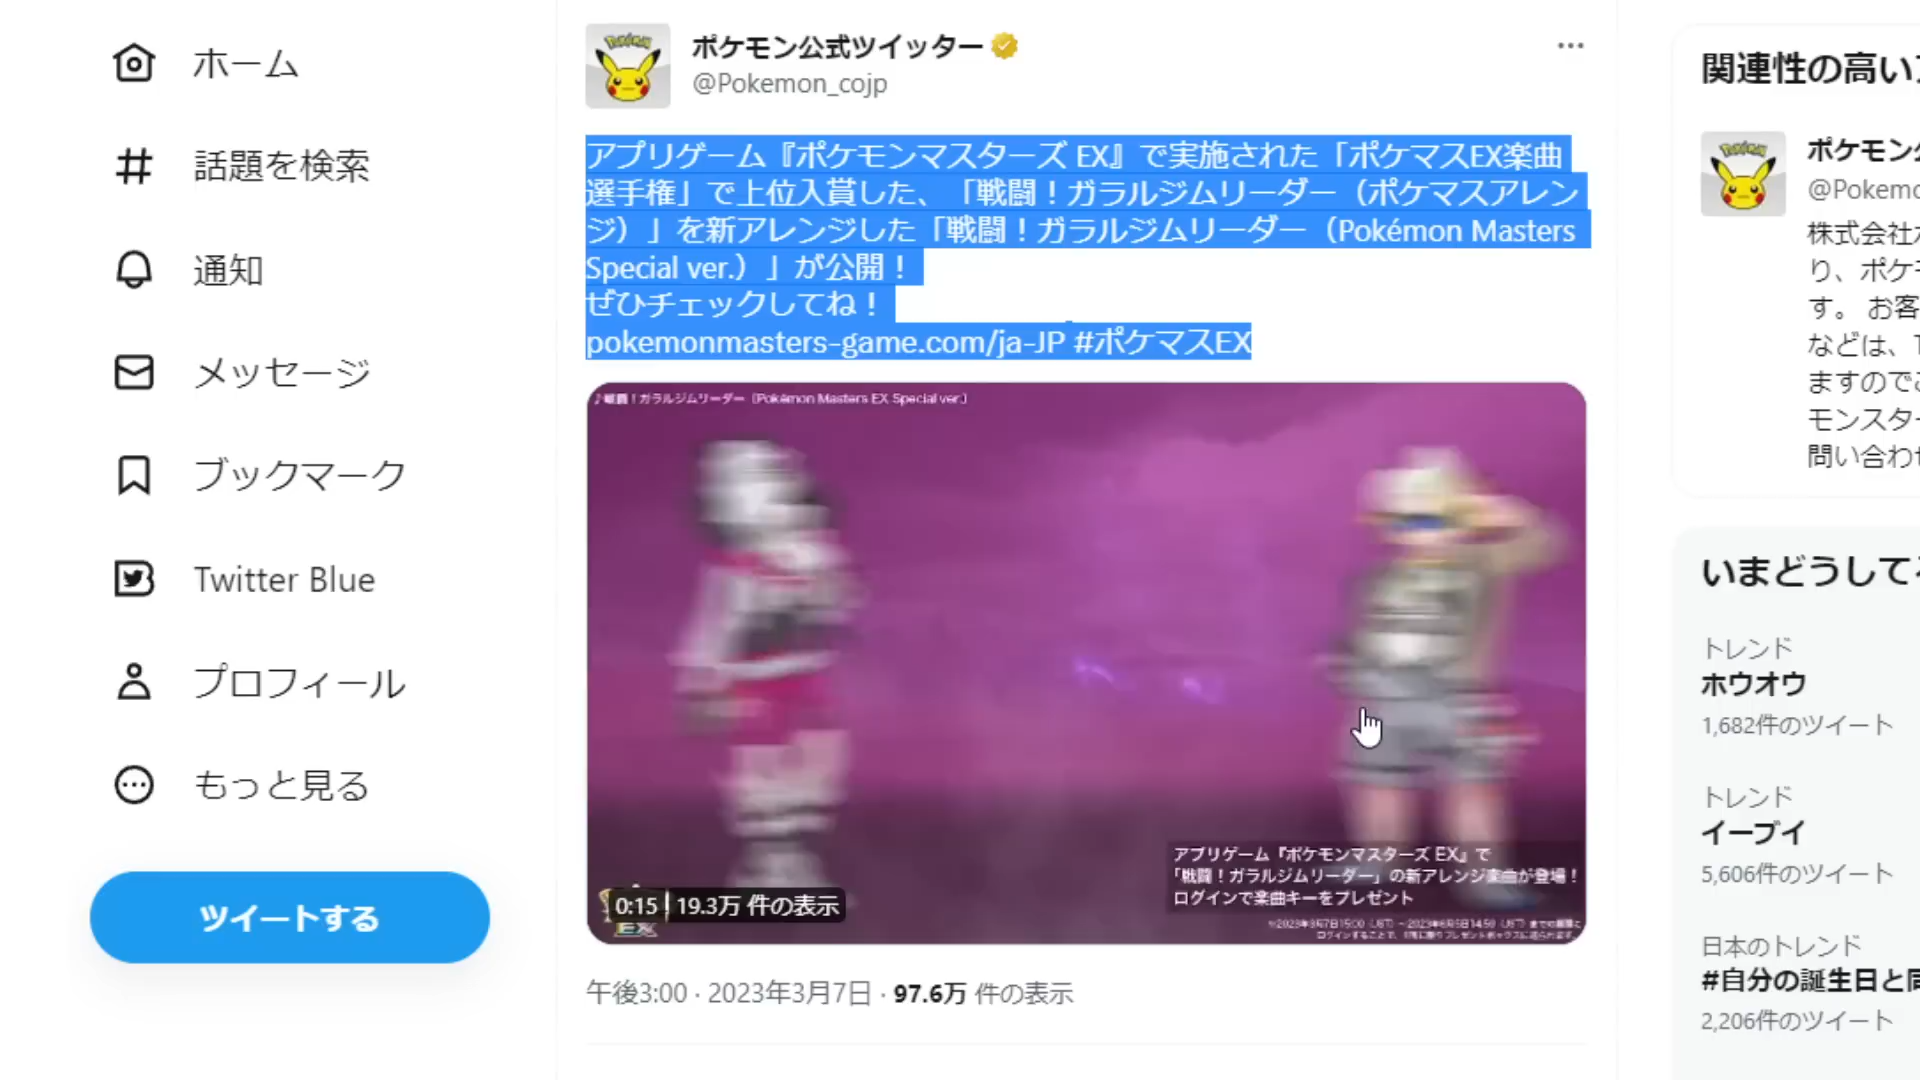 ホーム
話題を検索
通知
メッセージ
ブックマーク
Twitter Blue
プロフィール
もっと見る
ツイートする
ポケモン公式ツイッター
@Pokemon_cojp
アプリゲーム『ポケモンマスターズ EX』で実施された「ポケマスEX楽曲
選手権」で上位入賞した、「戦闘！ガラルジムリーダー（ポケマスアレン
ジ）」を新アレンジした「戦闘！ガラルジムリーダー（Pokémon Masters
Special ver.）」が公開！
ぜひチェックしてね！
pokemonmasters-game.com/ja-JP #ポケマスEX
♪戦闘！ガラルジムリーダー（Pokémon Masters EX Special ver.）
アプリゲーム『ポケモンマスターズ EX』で
「戦闘！ガラルジムリーダー」の新アレンジ楽曲が登場！
ログインで楽曲キーをプレゼント
EX
0:15 19.3万 件の表示
午後3:00 · 2023年3月7日 · 97.6万 件の表示
関連性の高い
ポケモン
@Pokemo
株式会社
り、ポケ
す。 お客
などは、
ますのでご
モンスター
問い合わせ
いまどうして
トレンド
ホウオウ
1,682件のツイート
トレンド
イーブイ
5,606件のツイート
日本のトレンド
#自分の誕生日と同
2,206件のツイート